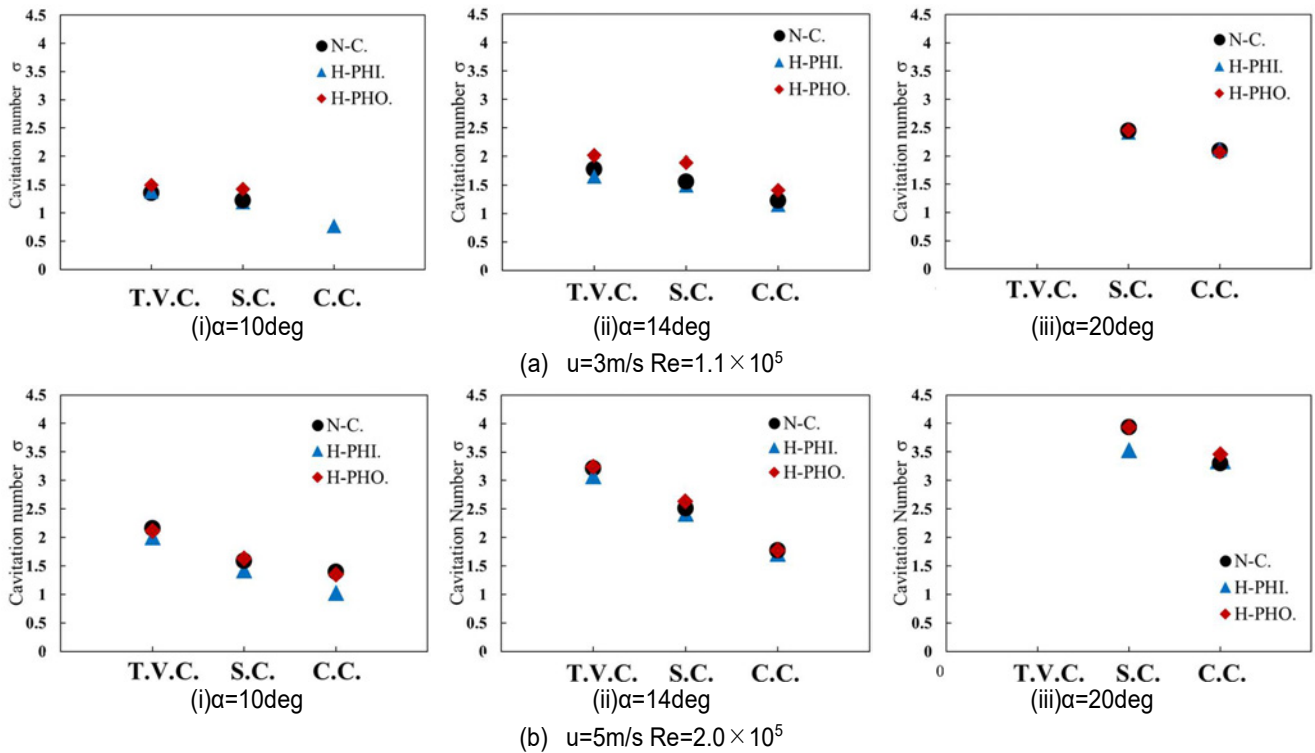 4.5 4.5 4.5
4 4 4
3.5 3.5 3.5
3 3 3
2.5 2.5 2.5
2 2 2
1.5 1.5 1.5
1 1 1
0.5 0.5 0.5
0 0 0
Cavitation number σ Cavitation number σ Cavitation number σ
N-C. N-C. N-C.
H-PHI. H-PHI. H-PHI.
H-PHO. H-PHO. H-PHO.
T.V.C. S.C. C.C. T.V.C. S.C. C.C. T.V.C. S.C. C.C.
(i)α=10deg (ii)α=14deg (iii)α=20deg
(a) u=3m/s Re=1.1×10⁵
4.5 4.5 4.5
4 4 4
3.5 3.5 3.5
3 3 3
2.5 2.5 2.5
2 2 2
1.5 1.5 1.5
1 1 1
0.5 0.5 0.5
0 0 0
Cavitation number σ Cavitation Number σ Cavitation Number σ
N-C. N-C. N-C.
H-PHI. H-PHI. H-PHI.
H-PHO. H-PHO. H-PHO.
T.V.C. S.C. C.C. T.V.C. S.C. C.C. 0 T.V.C. S.C. C.C.
(i)α=10deg (ii)α=14deg (iii)α=20deg
(b) u=5m/s Re=2.0×10⁵